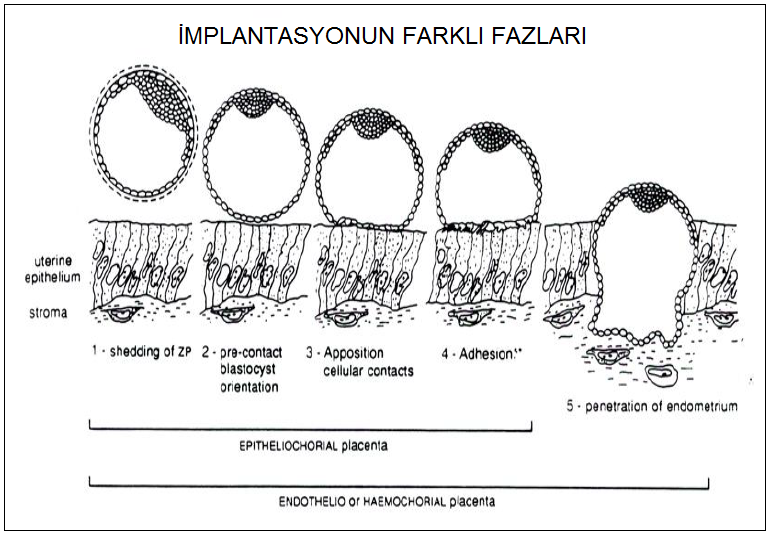 İMPLANTASYONUN FARKLI FAZLARI
uterine
epithelium
stroma
1 - shedding of ZP
2 - pre-contact
blastocyst
orientation
3 - Apposition
cellular contacts
4 - Adhesion
5 - penetration of endometrium
EPITHELIOCHORIAL placenta
ENDOTHELIO or HAEMOCHORIAL placenta